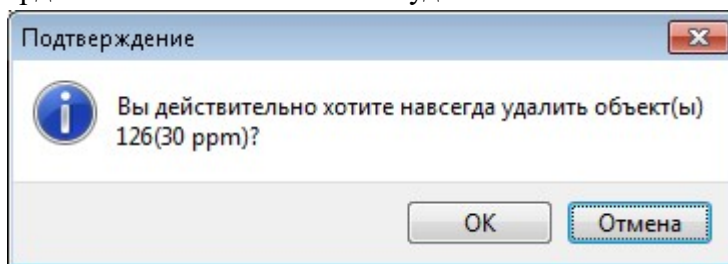 Подтверждение
Вы действительно хотите навсегда удалить объект(ы)
126(30 ppm)?
OK
Отмена